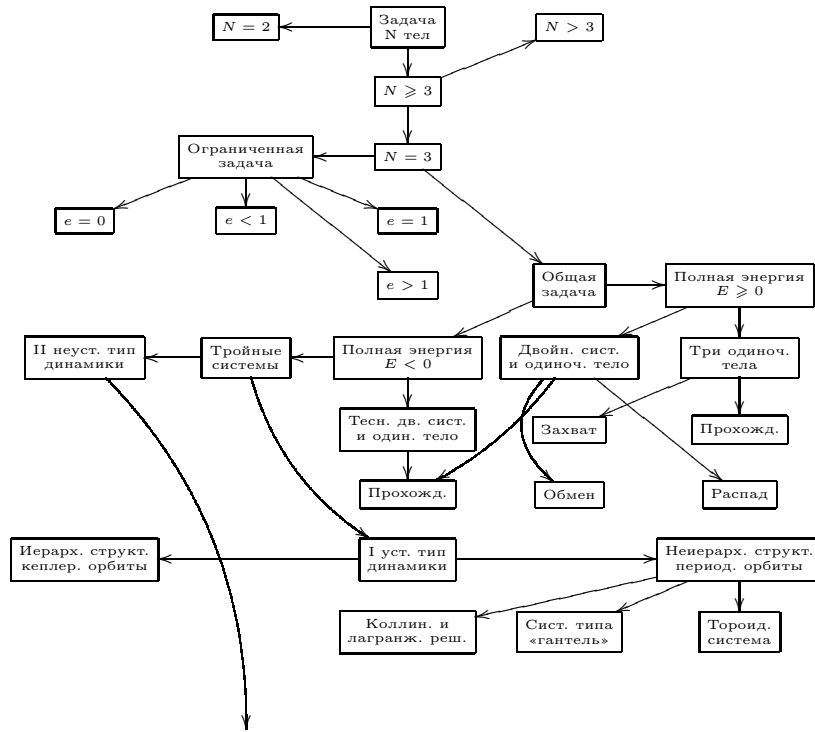 N = 2
Задача
N тел
N > 3
N ⩾ 3
Ограниченная
задача
N = 3
e = 0
e < 1
e = 1
e > 1
Общая
задача
Полная энергия
E ⩾ 0
II неуст. тип
динамики
Тройные
системы
Полная энергия
E < 0
Двойн. сист.
и одиноч. тело
Три одиноч.
тела
Тесн. дв. сист.
и один. тело
Захват
Прохожд.
Прохожд.
Обмен
Распад
Иерарх. структ.
кеплер. орбиты
I уст. тип
динамики
Неиерарх. структ.
период. орбиты
Коллин. и
лагранж. реш.
Сист. типа
«гантель»
Тороид.
система